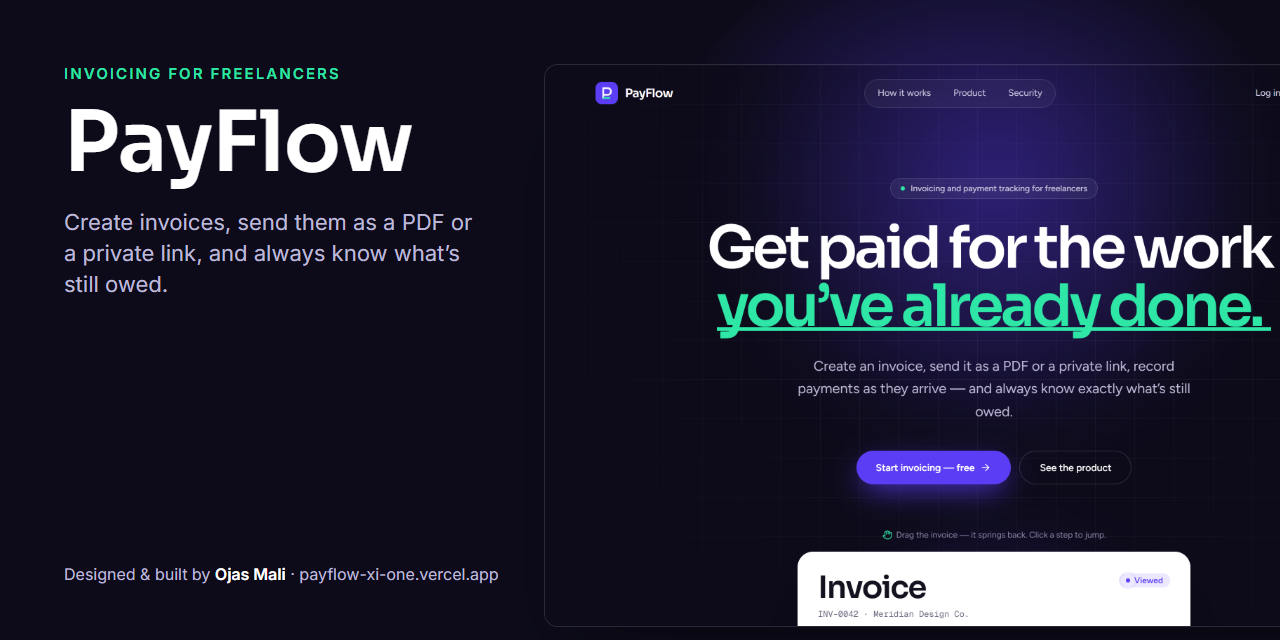 INVOICING FOR FREELANCERS
PayFlow
Create invoices, send them as a PDF or
a private link, and always know what’s
still owed.
Designed & built by Ojas Mali · payflow-xi-one.vercel.app
PayFlow
How it works Product Security
Log in
Invoicing and payment tracking for freelancers
Get paid for the work
you’ve already done.
Create an invoice, send it as a PDF or a private link, record
payments as they arrive — and always know exactly what’s still
owed.
Start invoicing — free →
See the product
Drag the invoice — it springs back. Click a step to jump.
Invoice
Viewed
INV-0042 · Meridian Design Co.